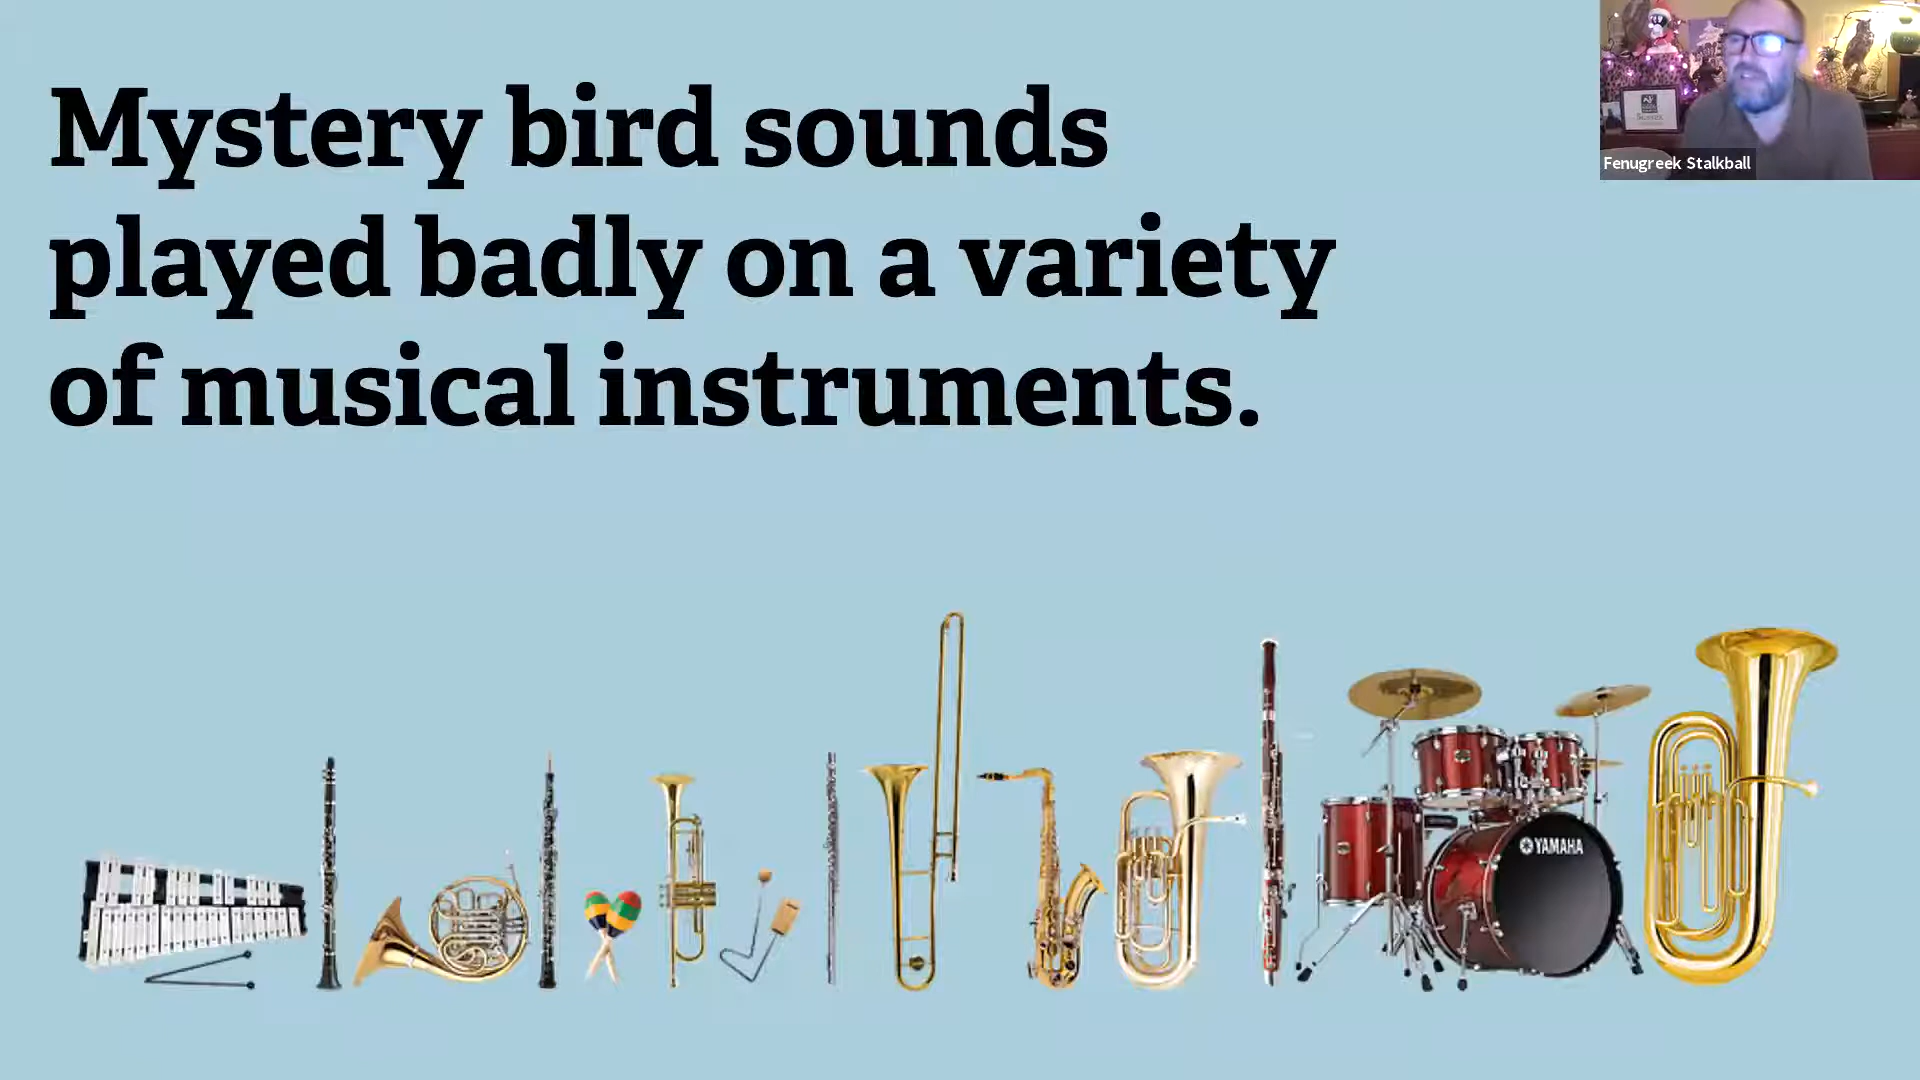 Mystery bird sounds
played badly on a variety
of musical instruments.
Fenugreek Stalkball
YAMAHA